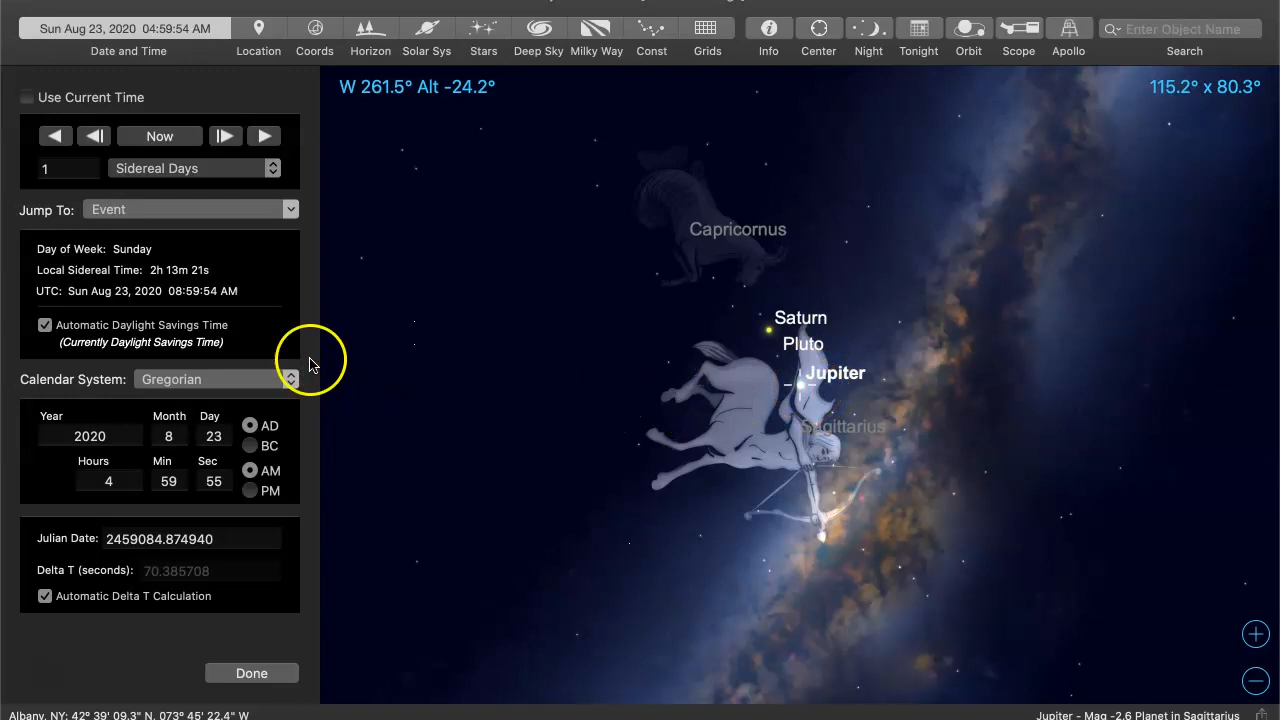 Sun Aug 23, 2020 04:59:54 AM
Enter Object Name
Date and Time Location Coords Horizon Solar Sys Stars Deep Sky Milky Way Const Grids Info Center Night Tonight Orbit Scope Apollo Search
W 261.5° Alt -24.2°
115.2° x 80.3°
Use Current Time
Now
1 Sidereal Days
Jump To: Event
Day of Week: Sunday
Local Sidereal Time: 2h 13m 21s
UTC: Sun Aug 23, 2020 08:59:54 AM
Automatic Daylight Savings Time
(Currently Daylight Savings Time)
Calendar System: Gregorian
Year Month Day
2020 8 23
AD
BC
Hours Min Sec
4 59 55
AM
PM
Julian Date: 2459084.874940
Delta T (seconds): 70.385708
Automatic Delta T Calculation
Done
Capricornus
Saturn
Pluto
Jupiter
Sagittarius
Albany, NY: 42° 39' 09.3" N, 073° 45' 22.4" W
Jupiter - Mag -2.6 Planet in Sagittarius